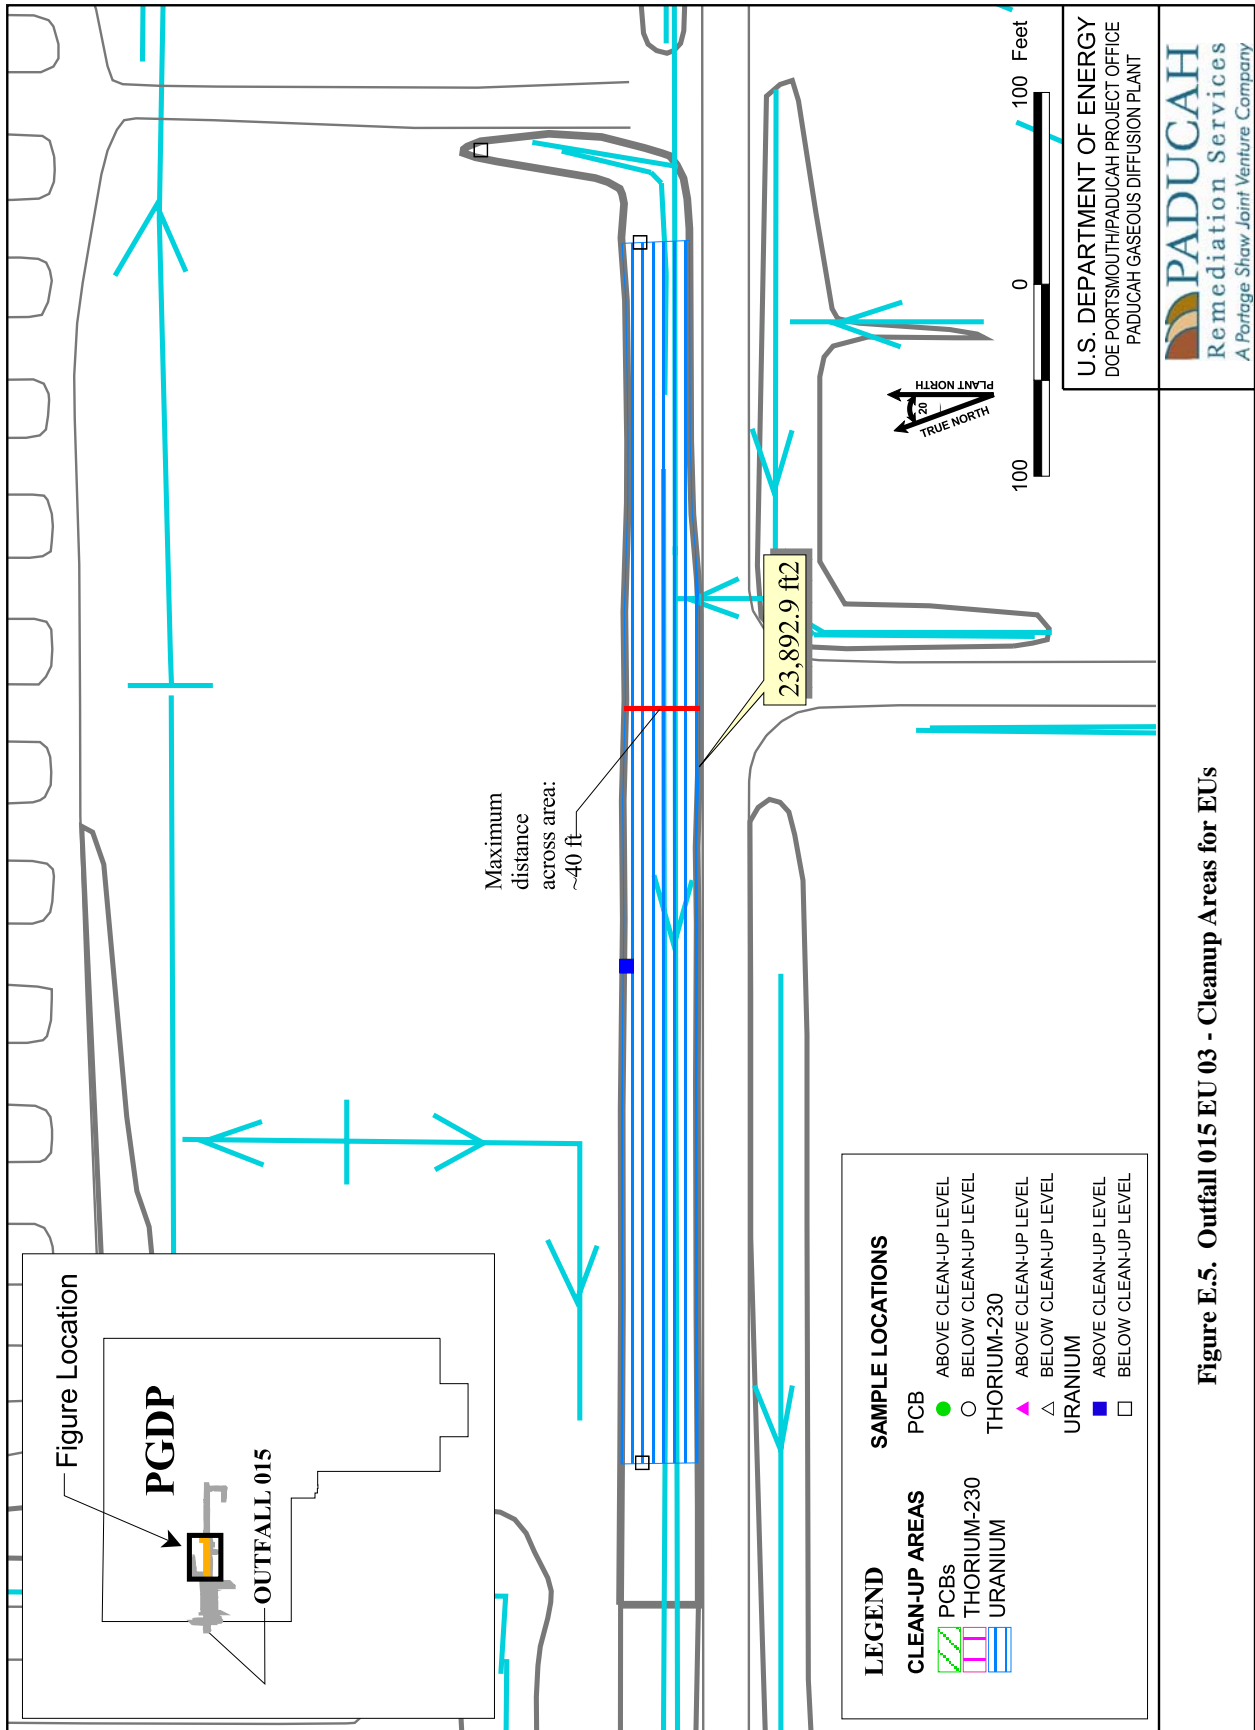 Figure Location
PGDP
OUTFALL 015
Maximum
distance
across area:
~40 ft
23,892.9 ft2
LEGEND
CLEAN-UP AREAS
PCBs
THORIUM-230
URANIUM
SAMPLE LOCATIONS
PCB
ABOVE CLEAN-UP LEVEL
BELOW CLEAN-UP LEVEL
THORIUM-230
ABOVE CLEAN-UP LEVEL
BELOW CLEAN-UP LEVEL
URANIUM
ABOVE CLEAN-UP LEVEL
BELOW CLEAN-UP LEVEL
PLANT NORTH
20
TRUE NORTH
100 0 100 Feet
U.S. DEPARTMENT OF ENERGY
DOE PORTSMOUTH/PADUCAH PROJECT OFFICE
PADUCAH GASEOUS DIFFUSION PLANT
PADUCAH
Remediation Services
A Portage Shaw Joint Venture Company
Figure E.5. Outfall 015 EU 03 - Cleanup Areas for EUs